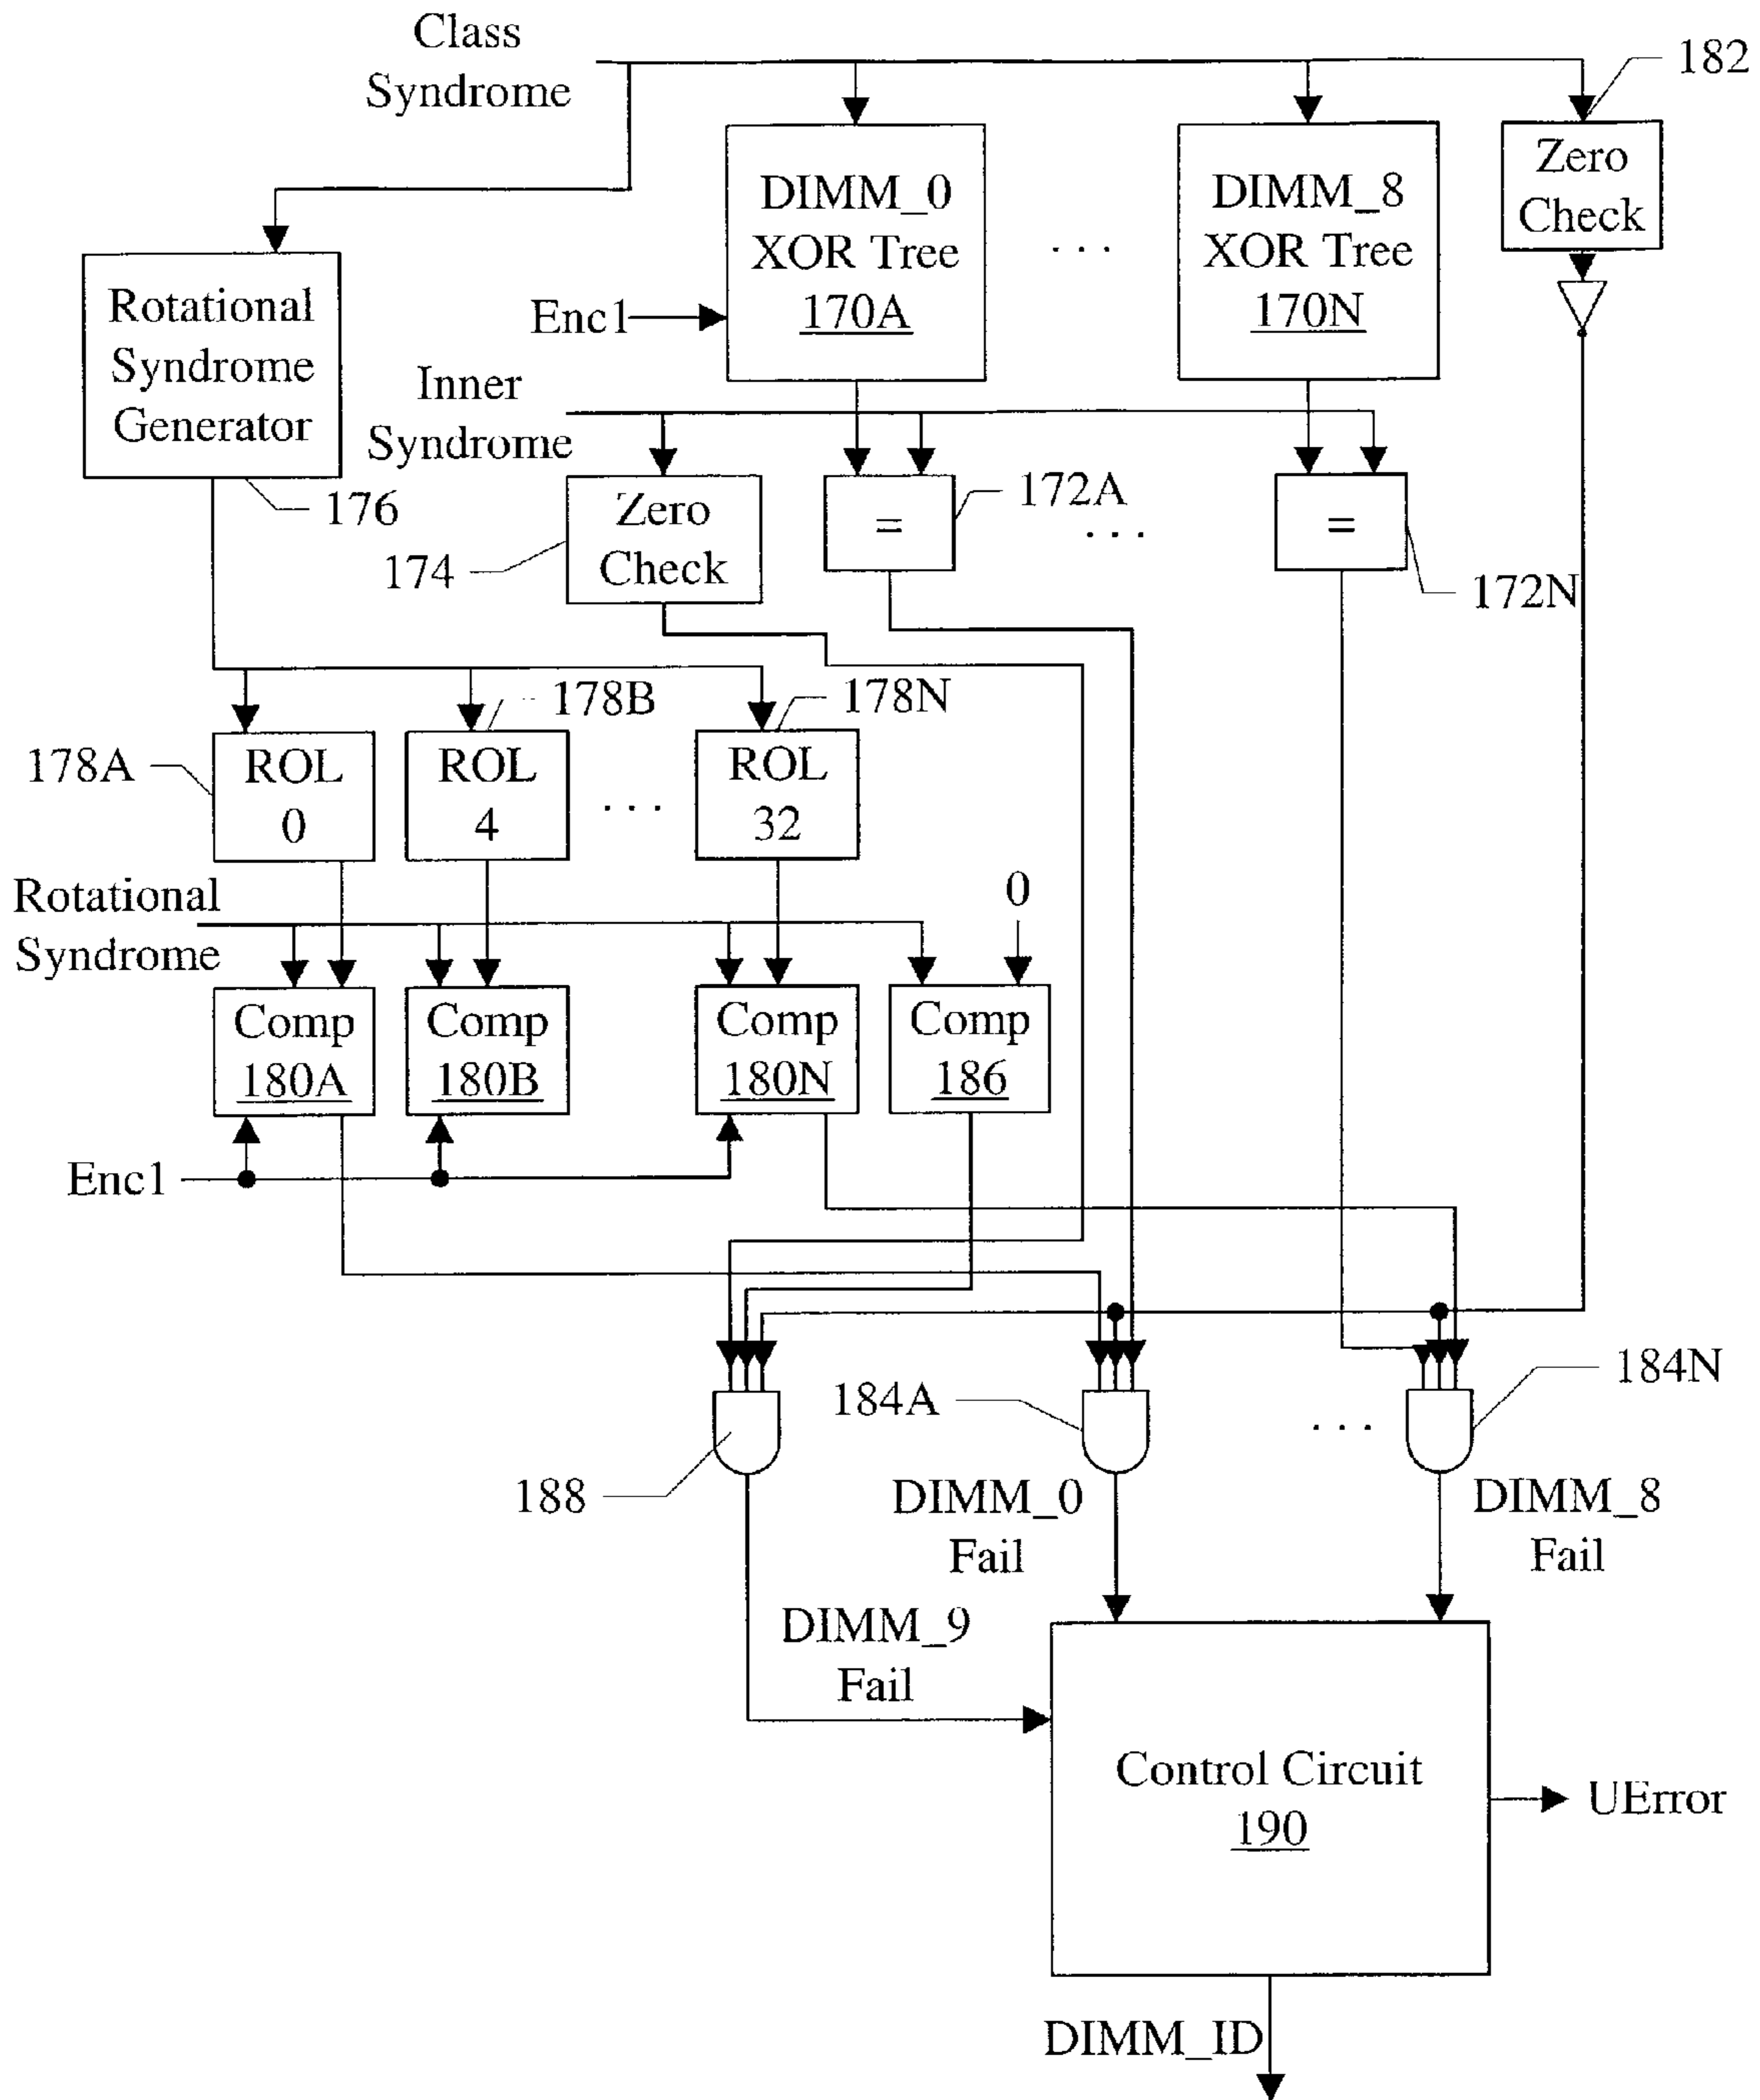 Class
Syndrome
182
DIMM_0
XOR Tree
170A
. . .
DIMM_8
XOR Tree
170N
Zero
Check
Rotational
Syndrome
Generator
176
Enc1
Inner
Syndrome
Zero
Check
174
=
172A
. . .
=
172N
178A
ROL
0
178B
ROL
4
. . .
178N
ROL
32
Rotational
Syndrome
0
Comp
180A
Comp
180B
Comp
180N
Comp
186
Enc1
188
184A
. . .
184N
DIMM_0
Fail
DIMM_8
Fail
DIMM_9
Fail
Control Circuit
190
UError
DIMM_ID